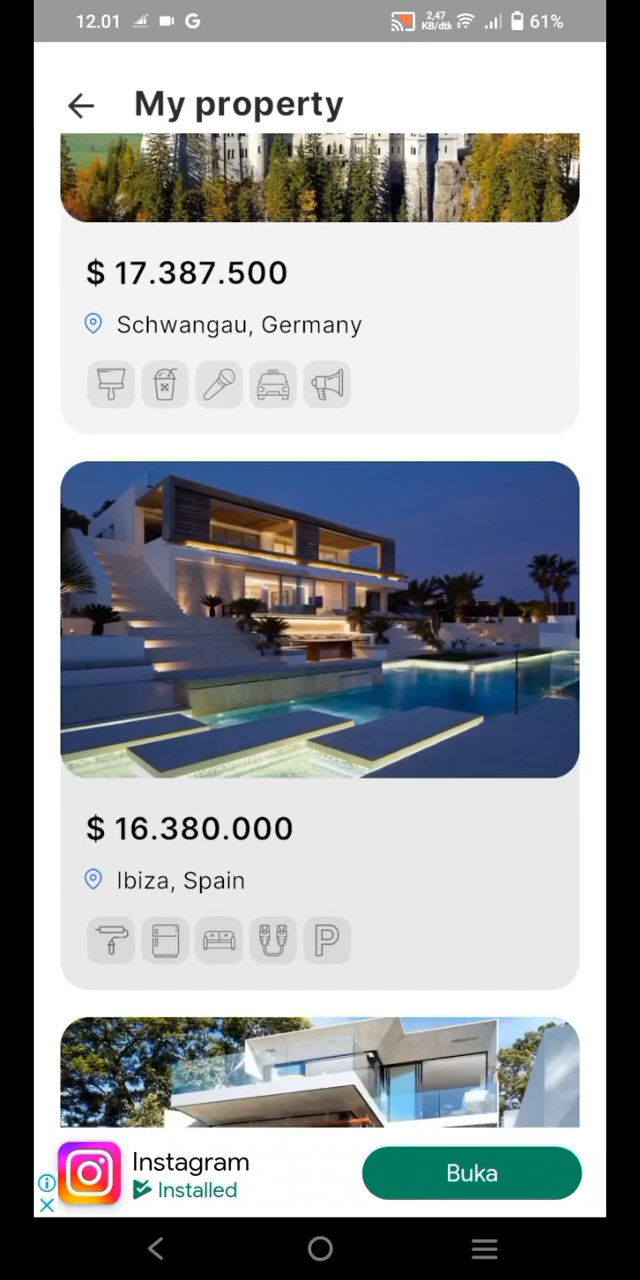 12.01
2,47
KB/dtk
61%
My property
$ 17.387.500
Schwangau, Germany
$ 16.380.000
Ibiza, Spain
P
Instagram
Installed
Buka